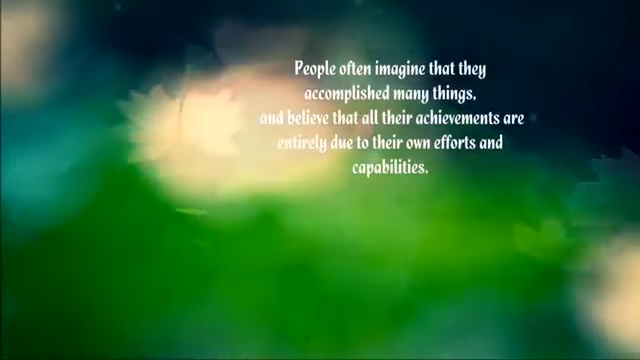 People often imagine that they
accomplished many things,
and believe that all their achievements are
entirely due to their own efforts and
capabilities.